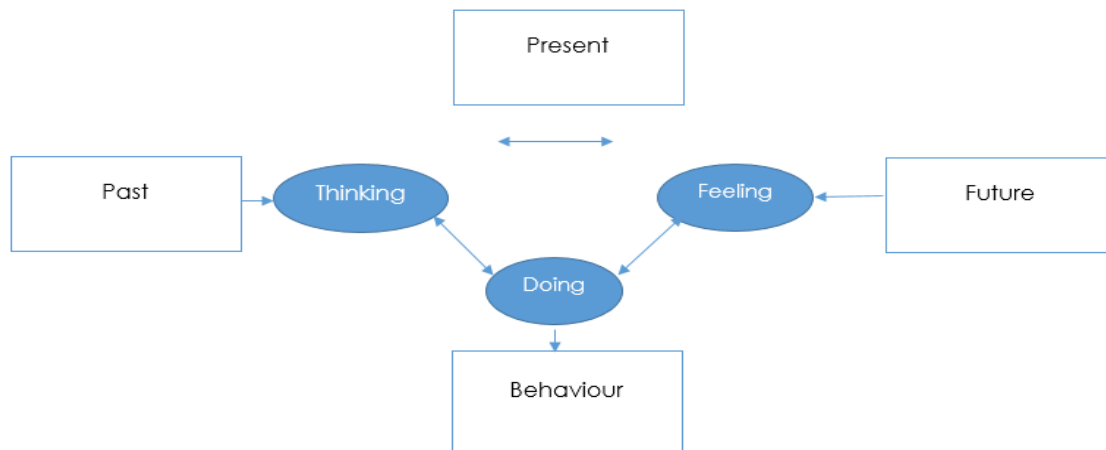 Present
Past
Thinking
Feeling
Future
Doing
Behaviour